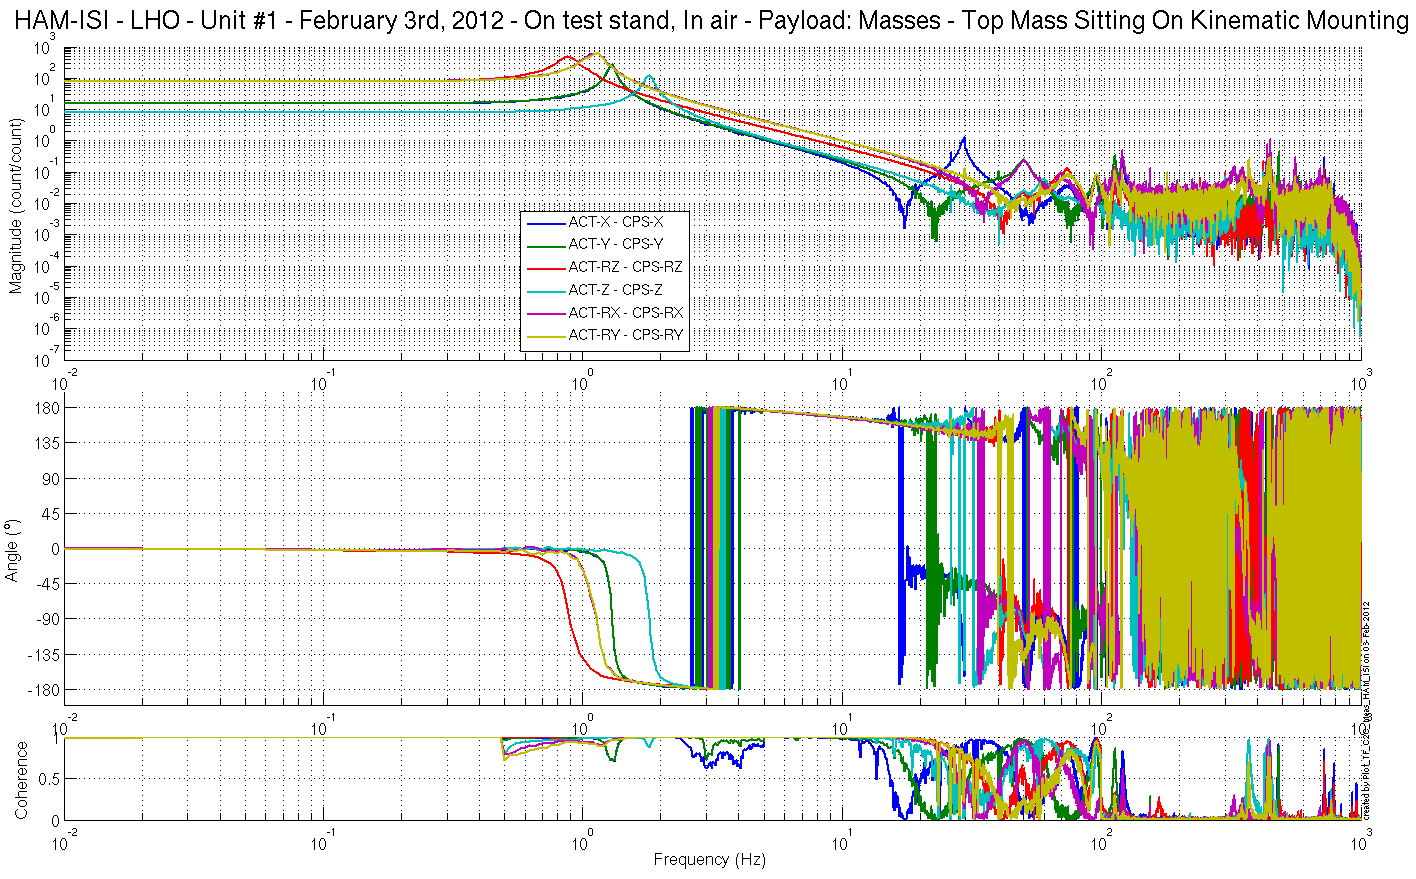 HAM-ISI - LHO - Unit #1 - February 3rd, 2012 - On test stand, In air - Payload: Masses - Top Mass Sitting On Kinematic Mounting
10^3
10^2
10^1
10^0
10^-1
10^-2
10^-3
10^-4
10^-5
10^-6
10^-7
Magnitude (count/count)
ACT-X - CPS-X
ACT-Y - CPS-Y
ACT-RZ - CPS-RZ
ACT-Z - CPS-Z
ACT-RX - CPS-RX
ACT-RY - CPS-RY
10^-2 10^-1 10^0 10^1 10^2 10^3
180
135
90
45
0
-45
-90
-135
-180
Angle (°)
10^-2 10^-1 10^0 10^1 10^2 10^3
1
0.5
0
Coherence
10^-2 10^-1 10^0 10^1 10^2 10^3
Frequency (Hz)
on 03- Feb-2012